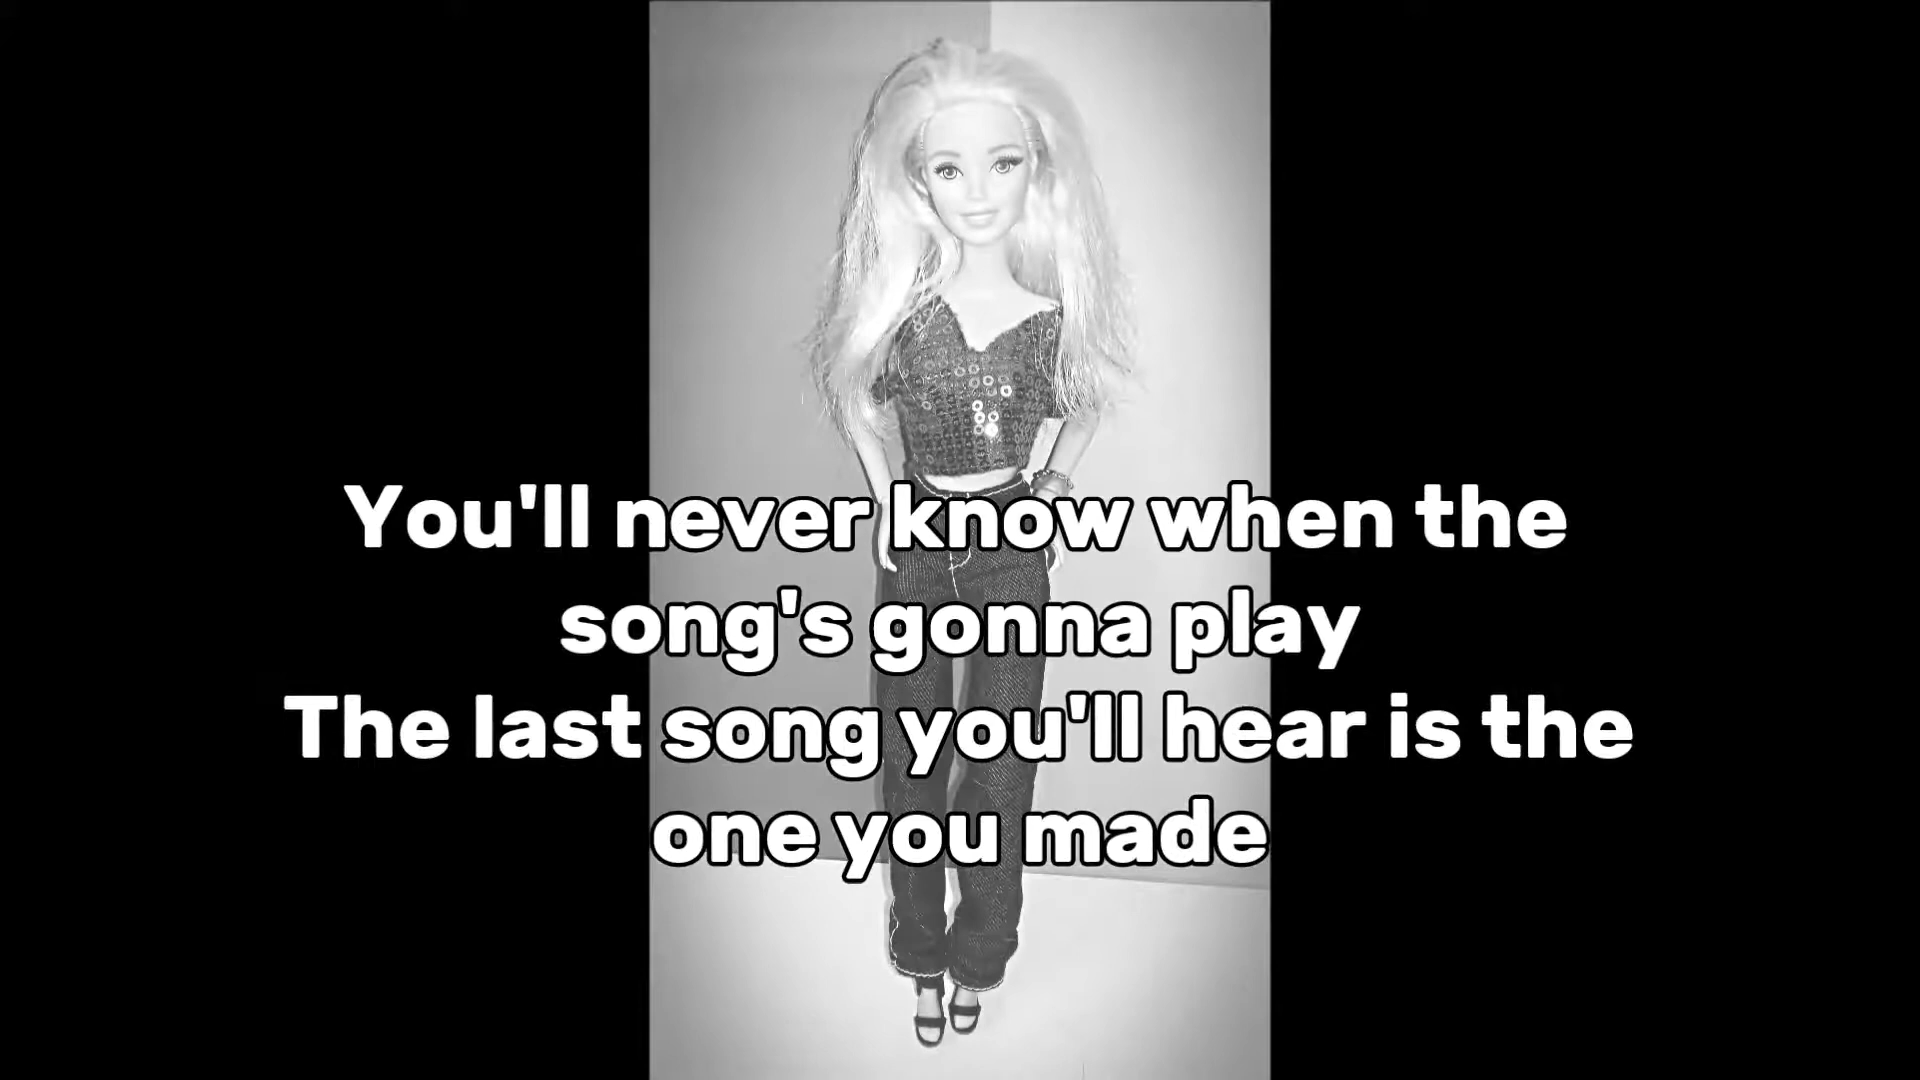 You'll never know when the
song's gonna play
The last song you'll hear is the
one you made